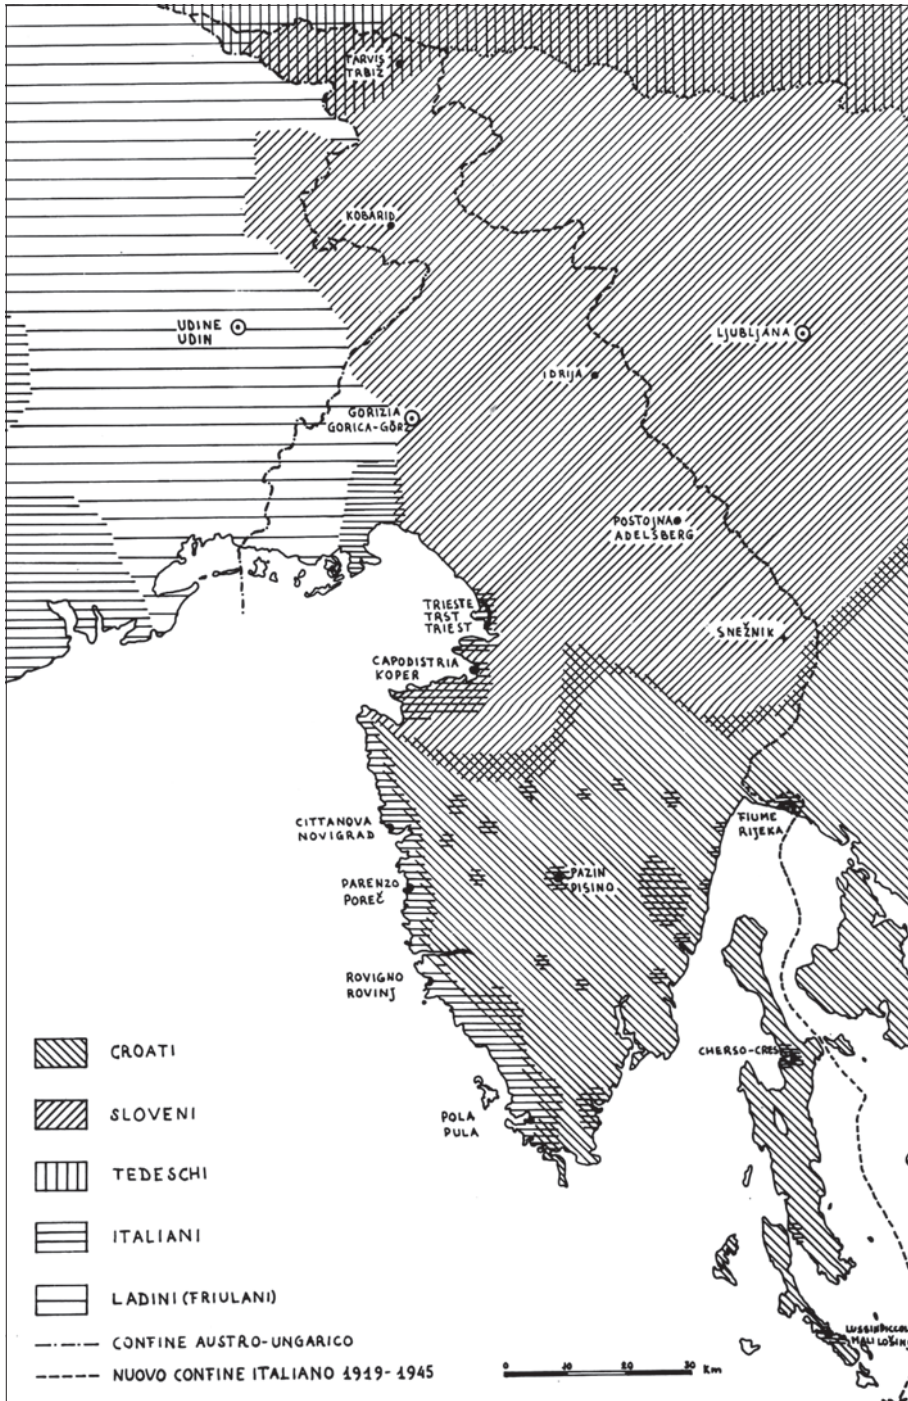 TARVIS
TRBIŽ
KOBARID
UDINE
UDIN
LJUBLJANA
IDRIJA
GORIZIA
GORICA-GÖRZ
POSTOJNA
ADELSBERG
TRIESTE
TRST
TRIEST
SNEŽNIK
CAPODISTRIA
KOPER
CITTANOVA
NOVIGRAD
FIUME
RIJEKA
PARENZO
POREČ
PAZIN
PISINO
ROVIGNO
ROVINJ
CHERSO-CRES
POLA
PULA
LUSSINPICCOLO
MALI LOŠINJ
CROATI
SLOVENI
TEDESCHI
ITALIANI
LADINI (FRIULANI)
CONFINE AUSTRO-UNGARICO
NUOVO CONFINE ITALIANO 1919-1945
0 10 20 30 Km